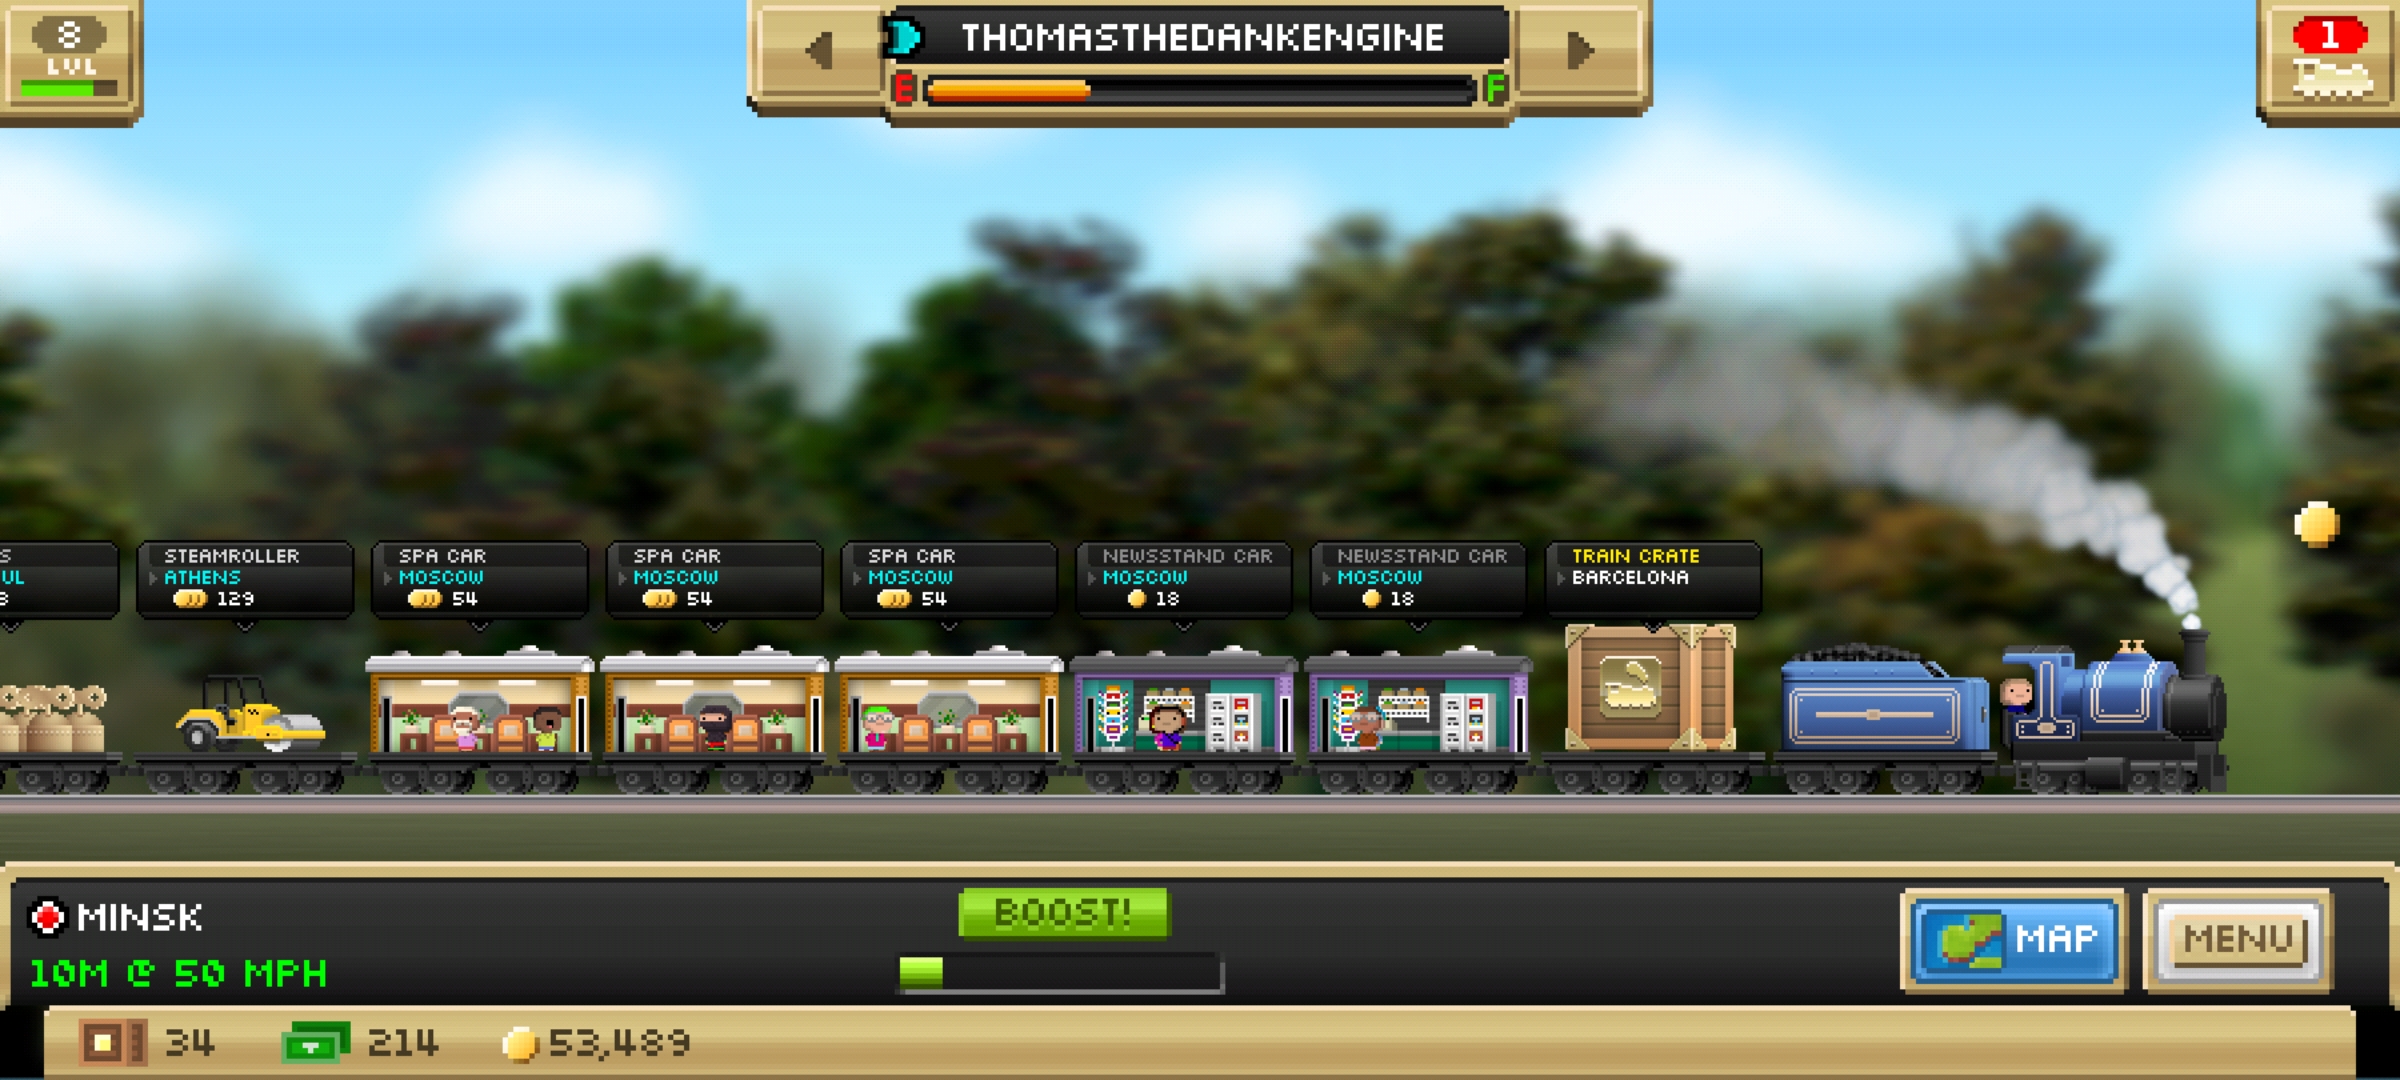 8
LVL
THOMASTHEDANKENGINE
E F
1
S
UL
8
STEAMROLLER
ATHENS
129
SPA CAR
MOSCOW
54
SPA CAR
MOSCOW
54
SPA CAR
MOSCOW
54
NEWSSTAND CAR
MOSCOW
18
NEWSSTAND CAR
MOSCOW
18
TRAIN CRATE
BARCELONA
MINSK
10M @ 50 MPH
BOOST!
MAP
MENU
34
214
53,489